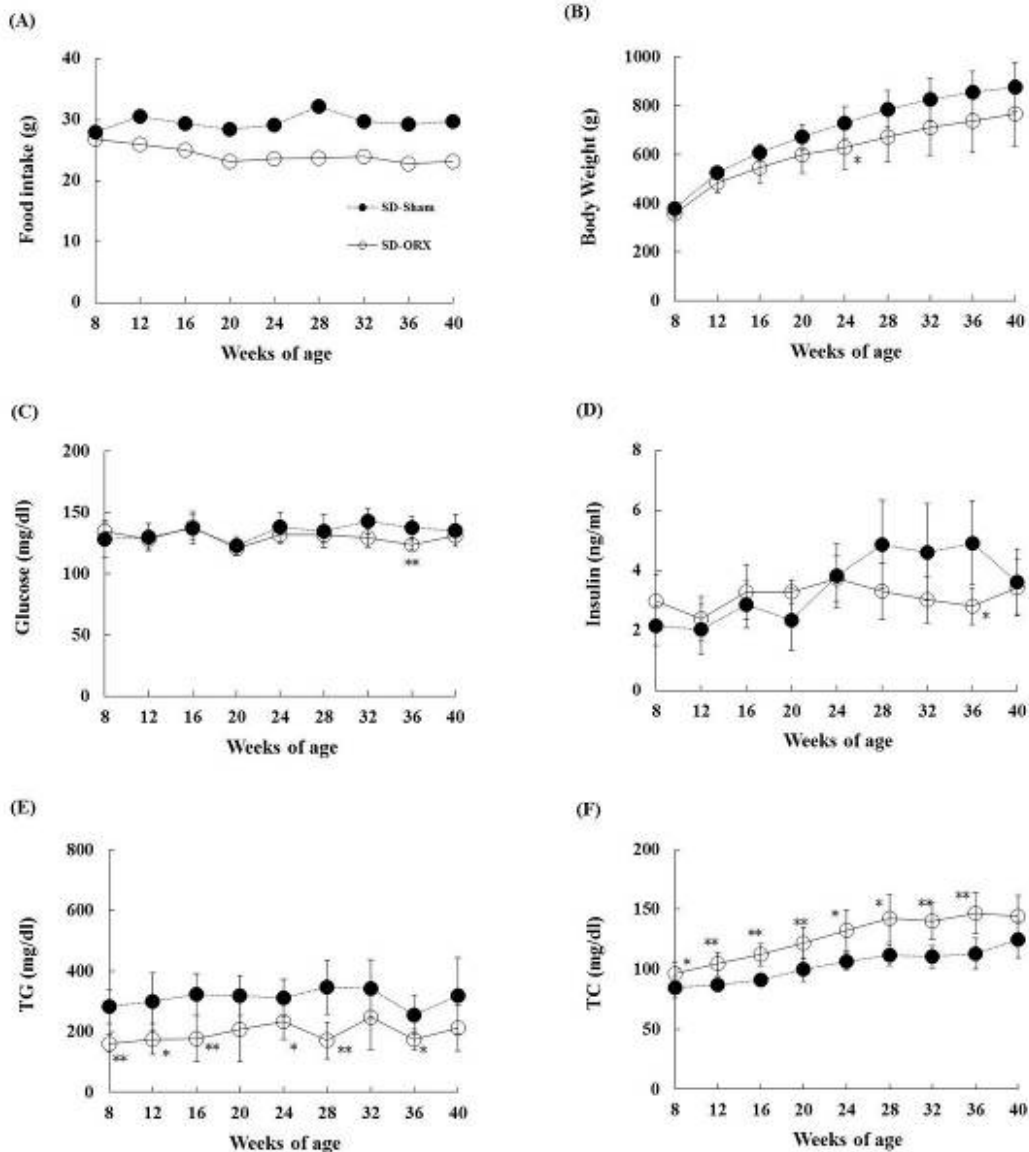 (A)
40
30
20
10
0
Food intake (g)
SD-Sham
SD-ORX
8 12 16 20 24 28 32 36 40
Weeks of age
(B)
1000
800
600
400
200
0
Body Weight (g)
*
8 12 16 20 24 28 32 36 40
Weeks of age
(C)
200
150
100
50
0
Glucose (mg/dl)
**
8 12 16 20 24 28 32 36 40
Weeks of age
(D)
8
6
4
2
0
Insulin (ng/ml)
*
8 12 16 20 24 28 32 36 40
Weeks of age
(E)
800
600
400
200
0
TG (mg/dl)
** * ** * ** *
8 12 16 20 24 28 32 36 40
Weeks of age
(F)
200
150
100
50
0
TC (mg/dl)
* ** ** ** * * ** **
8 12 16 20 24 28 32 36 40
Weeks of age